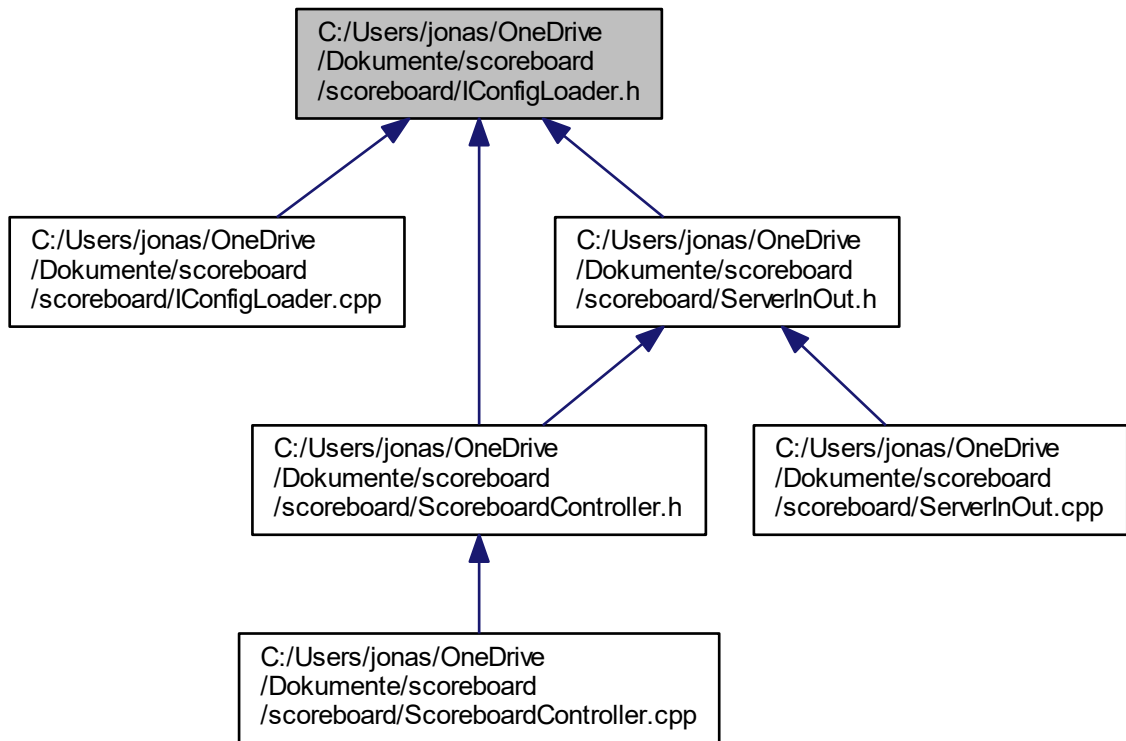 C:/Users/jonas/OneDrive
/Dokumente/scoreboard
/scoreboard/IConfigLoader.h
C:/Users/jonas/OneDrive
/Dokumente/scoreboard
/scoreboard/IConfigLoader.cpp
C:/Users/jonas/OneDrive
/Dokumente/scoreboard
/scoreboard/ServerInOut.h
C:/Users/jonas/OneDrive
/Dokumente/scoreboard
/scoreboard/ScoreboardController.h
C:/Users/jonas/OneDrive
/Dokumente/scoreboard
/scoreboard/ServerInOut.cpp
C:/Users/jonas/OneDrive
/Dokumente/scoreboard
/scoreboard/ScoreboardController.cpp